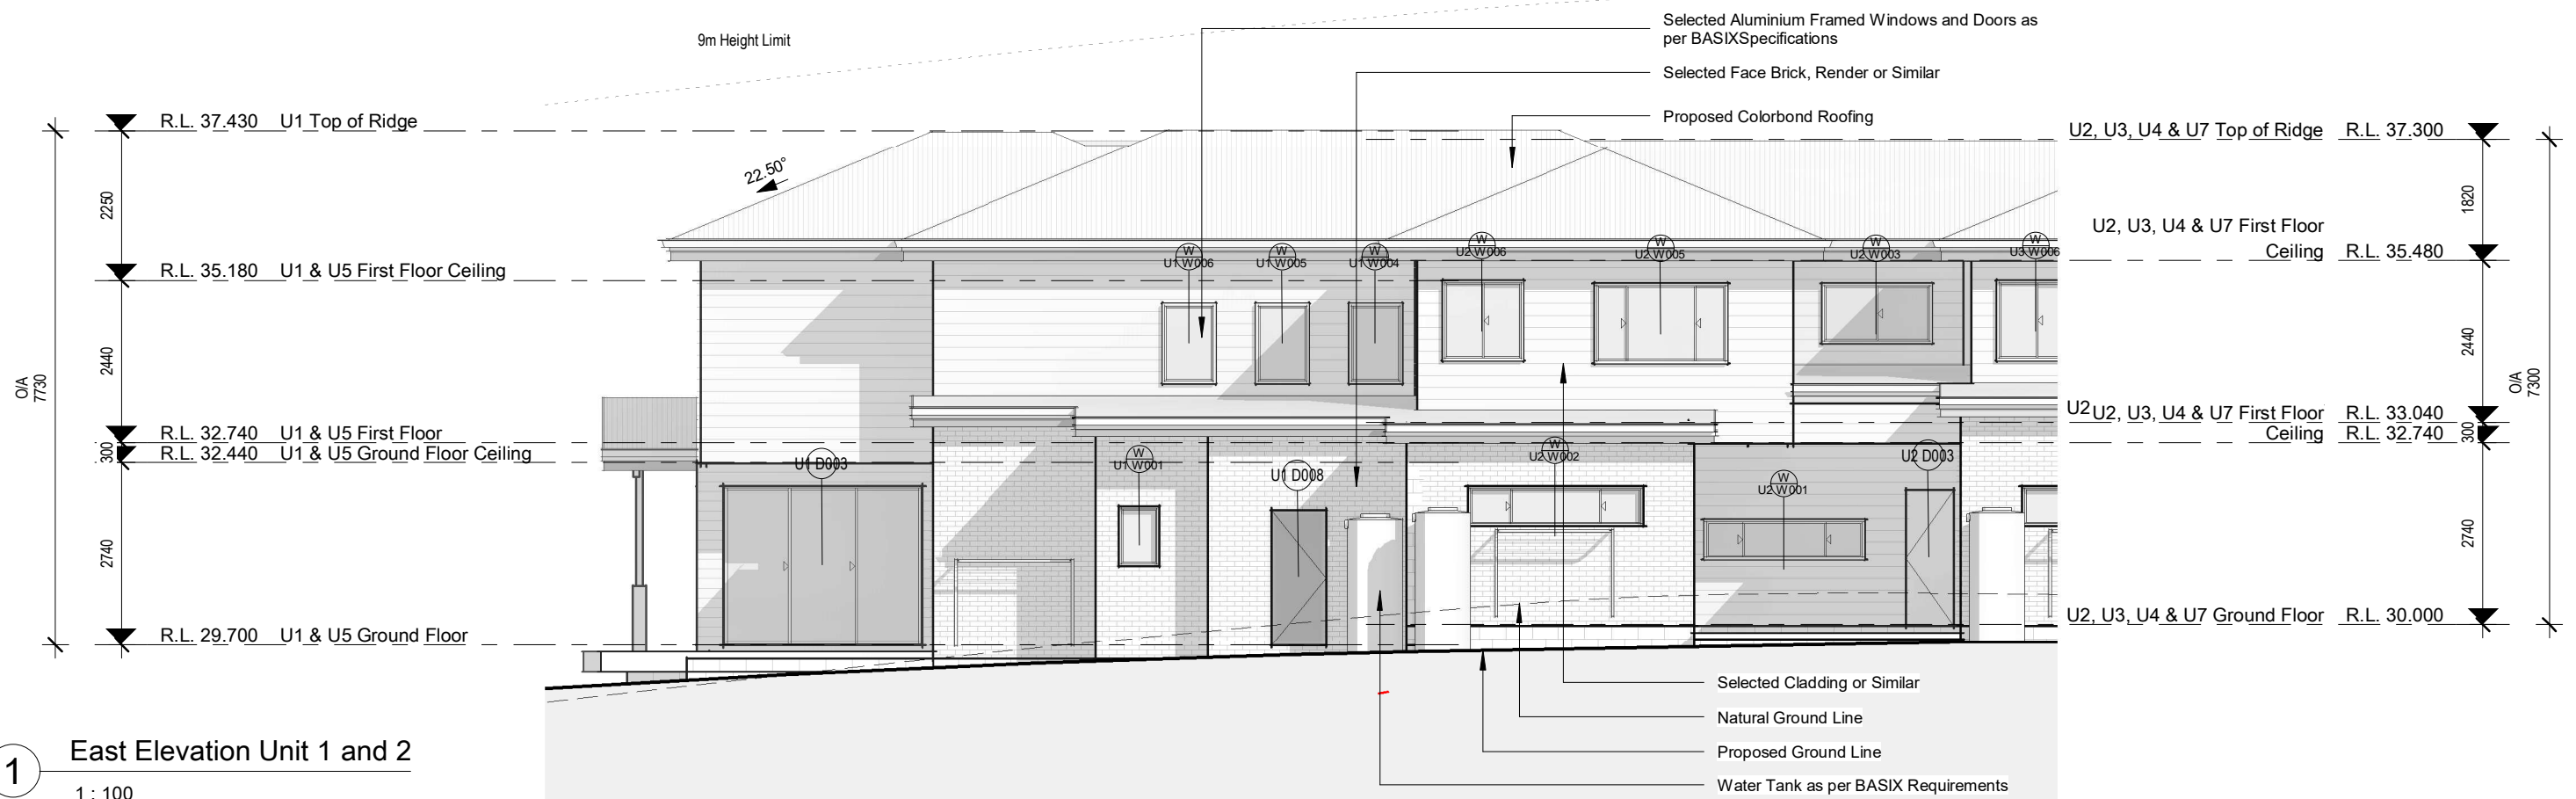 9m Height Limit
Selected Aluminium Framed Windows and Doors as
per BASIXSpecifications
Selected Face Brick, Render or Similar
Proposed Colorbond Roofing
R.L. 37.430 U1 Top of Ridge
U2, U3, U4 & U7 Top of Ridge R.L. 37.300
22.50°
2250
1820
U2, U3, U4 & U7 First Floor
Ceiling R.L. 35.480
R.L. 35.180 U1 & U5 First Floor Ceiling
W
U1 W006
W
U1 W005
W
U1 W004
W
U2 W006
W
U2 W005
W
U2 W003
W
U3 W006
2440
2440
O/A
7730
O/A
7300
U2 U2, U3, U4 & U7 First Floor R.L. 33.040
Ceiling R.L. 32.740
R.L. 32.740 U1 & U5 First Floor
R.L. 32.440 U1 & U5 Ground Floor Ceiling
300
300
U1 D003
W
U1 W001
U1 D008
W
U2 W002
W
U2 W001
U2 D003
2740
2740
R.L. 29.700 U1 & U5 Ground Floor
U2, U3, U4 & U7 Ground Floor R.L. 30.000
Selected Cladding or Similar
Natural Ground Line
Proposed Ground Line
Water Tank as per BASIX Requirements
1
East Elevation Unit 1 and 2
1 : 100